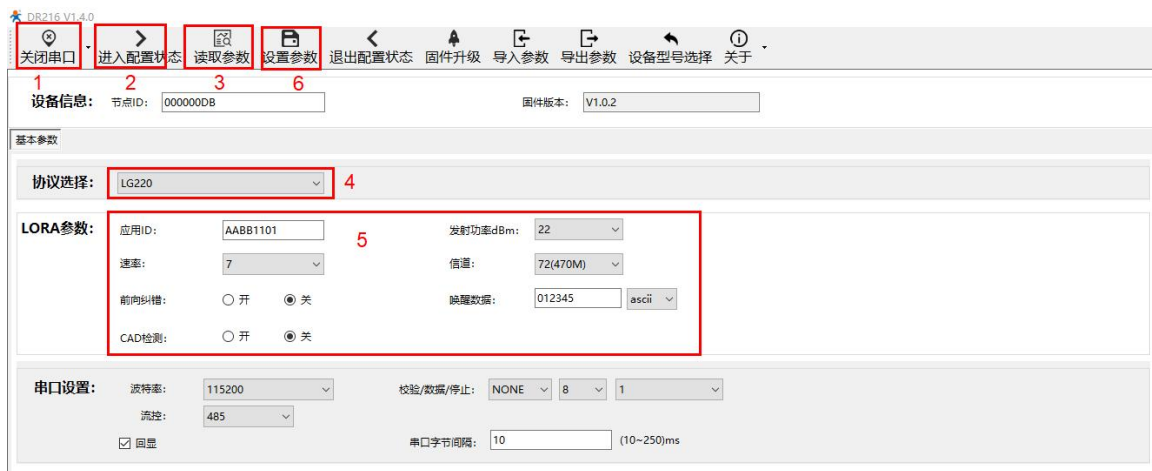 DR216 V1.4.0
关闭串口 进入配置状态 读取参数 设置参数 退出配置状态 固件升级 导入参数 导出参数 设备型号选择 关于
1 2 3 6
设备信息: 节点ID: 000000DB 固件版本: V1.0.2
基本参数
协议选择: LG220 4
LORA参数: 应用ID: AABB1101 5 发射功率dBm: 22
速率: 7 信道: 72(470M)
前向纠错: 开 关 唤醒数据: 012345 ascii
CAD检测: 开 关
串口设置: 波特率: 115200 校验/数据/停止: NONE 8 1
流控: 485
回显 串口字节间隔: 10 (10~250)ms